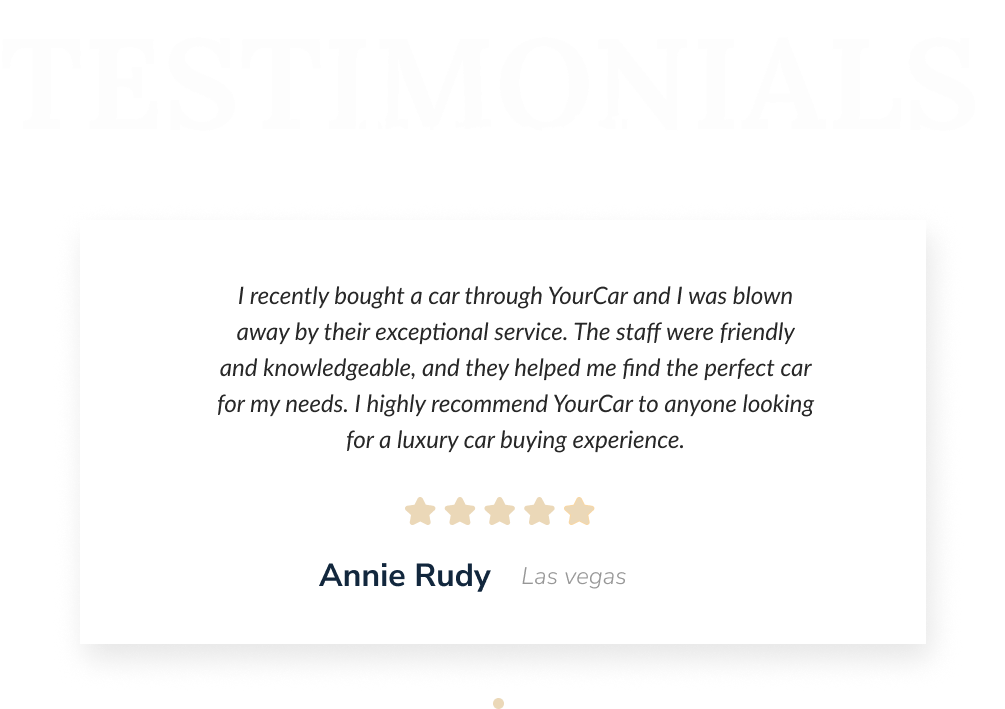 TESTIMONIALS
I recently bought a car through YourCar and I was blown
away by their exceptional service. The staff were friendly
and knowledgeable, and they helped me find the perfect car
for my needs. I highly recommend YourCar to anyone looking
for a luxury car buying experience.
Annie Rudy Las vegas